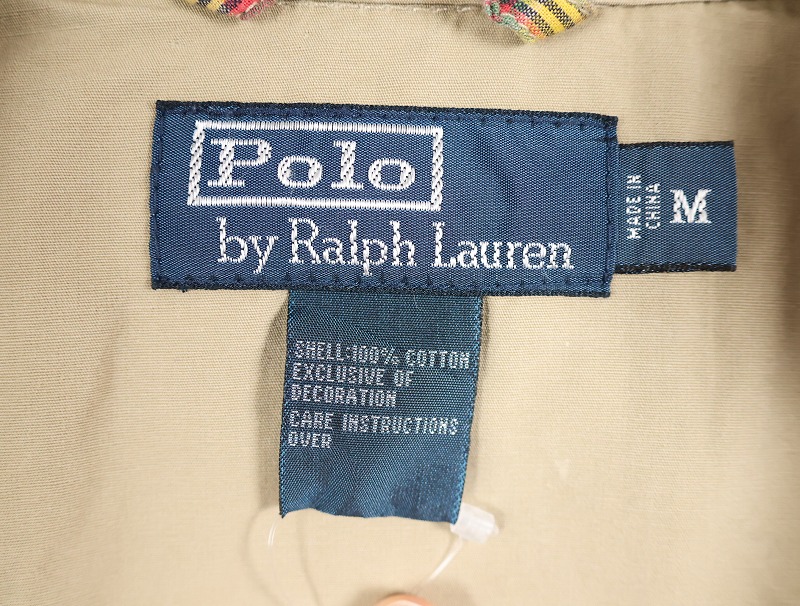 Polo
by Ralph Lauren
MADE IN
CHINA
M
SHELL:100% COTTON
EXCLUSIVE OF
DECORATION
CARE INSTRUCTIONS
OVER